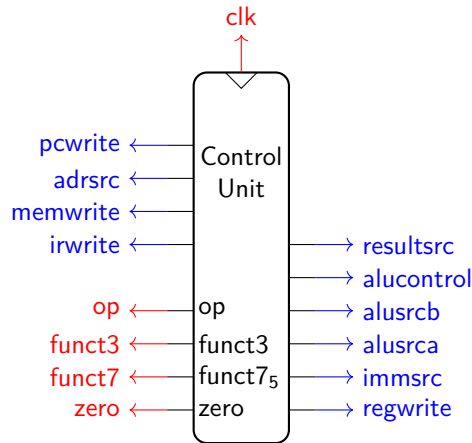 clk
pcwrite
adrsrc
memwrite
irwrite
op
funct3
funct7
zero
Control
Unit
op
funct3
funct7₅
zero
resultsrc
alucontrol
alusrcb
alusrca
immsrc
regwrite